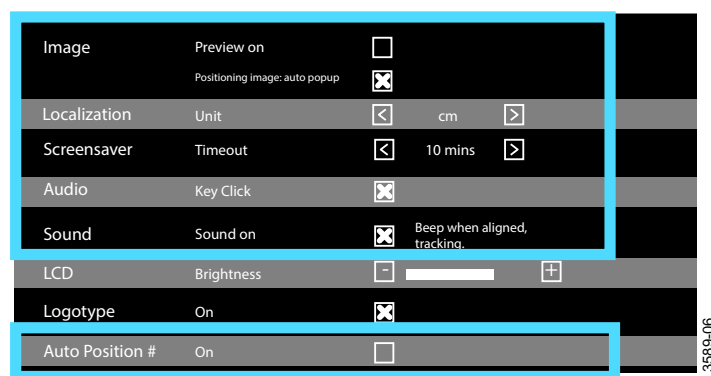 Image Preview on
Positioning image: auto popup
Localization Unit < cm >
Screensaver Timeout < 10 mins >
Audio Key Click
Sound Sound on Beep when aligned,
tracking.
LCD Brightness - +
Logotype On
Auto Position # On
3589-06